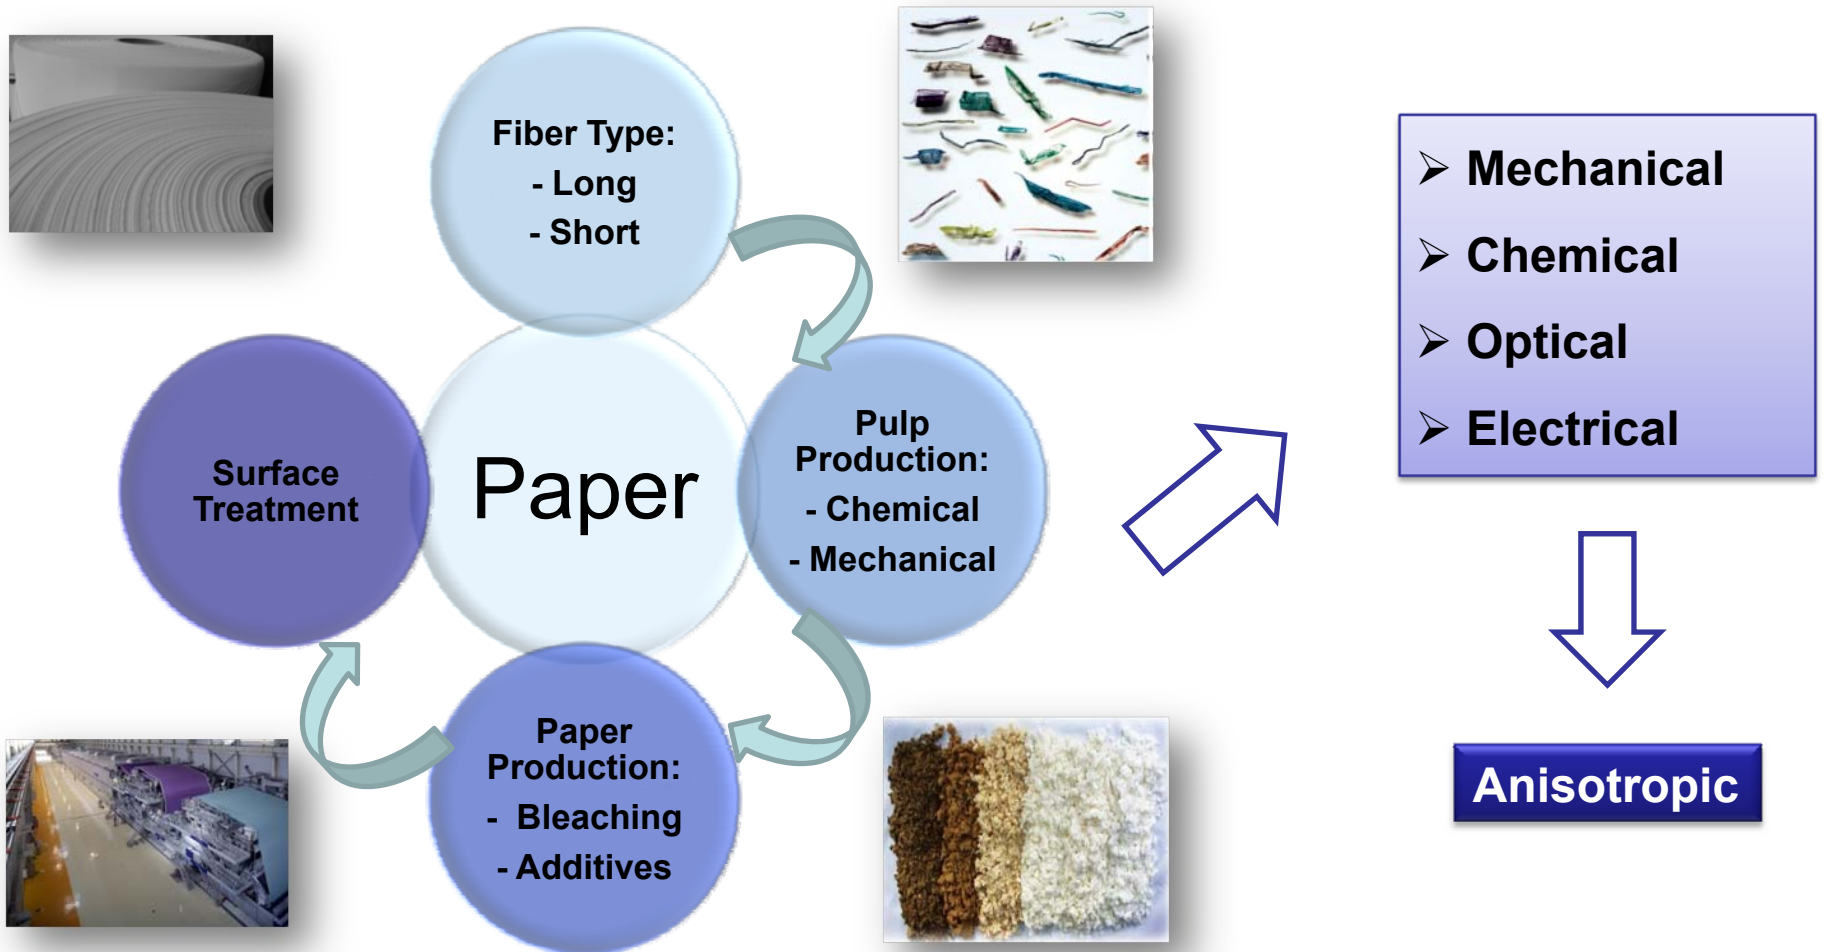 Fiber Type:
- Long
- Short
Pulp
Production:
- Chemical
- Mechanical
Paper
Production:
- Bleaching
- Additives
Surface
Treatment
Paper
➢ Mechanical
➢ Chemical
➢ Optical
➢ Electrical
Anisotropic